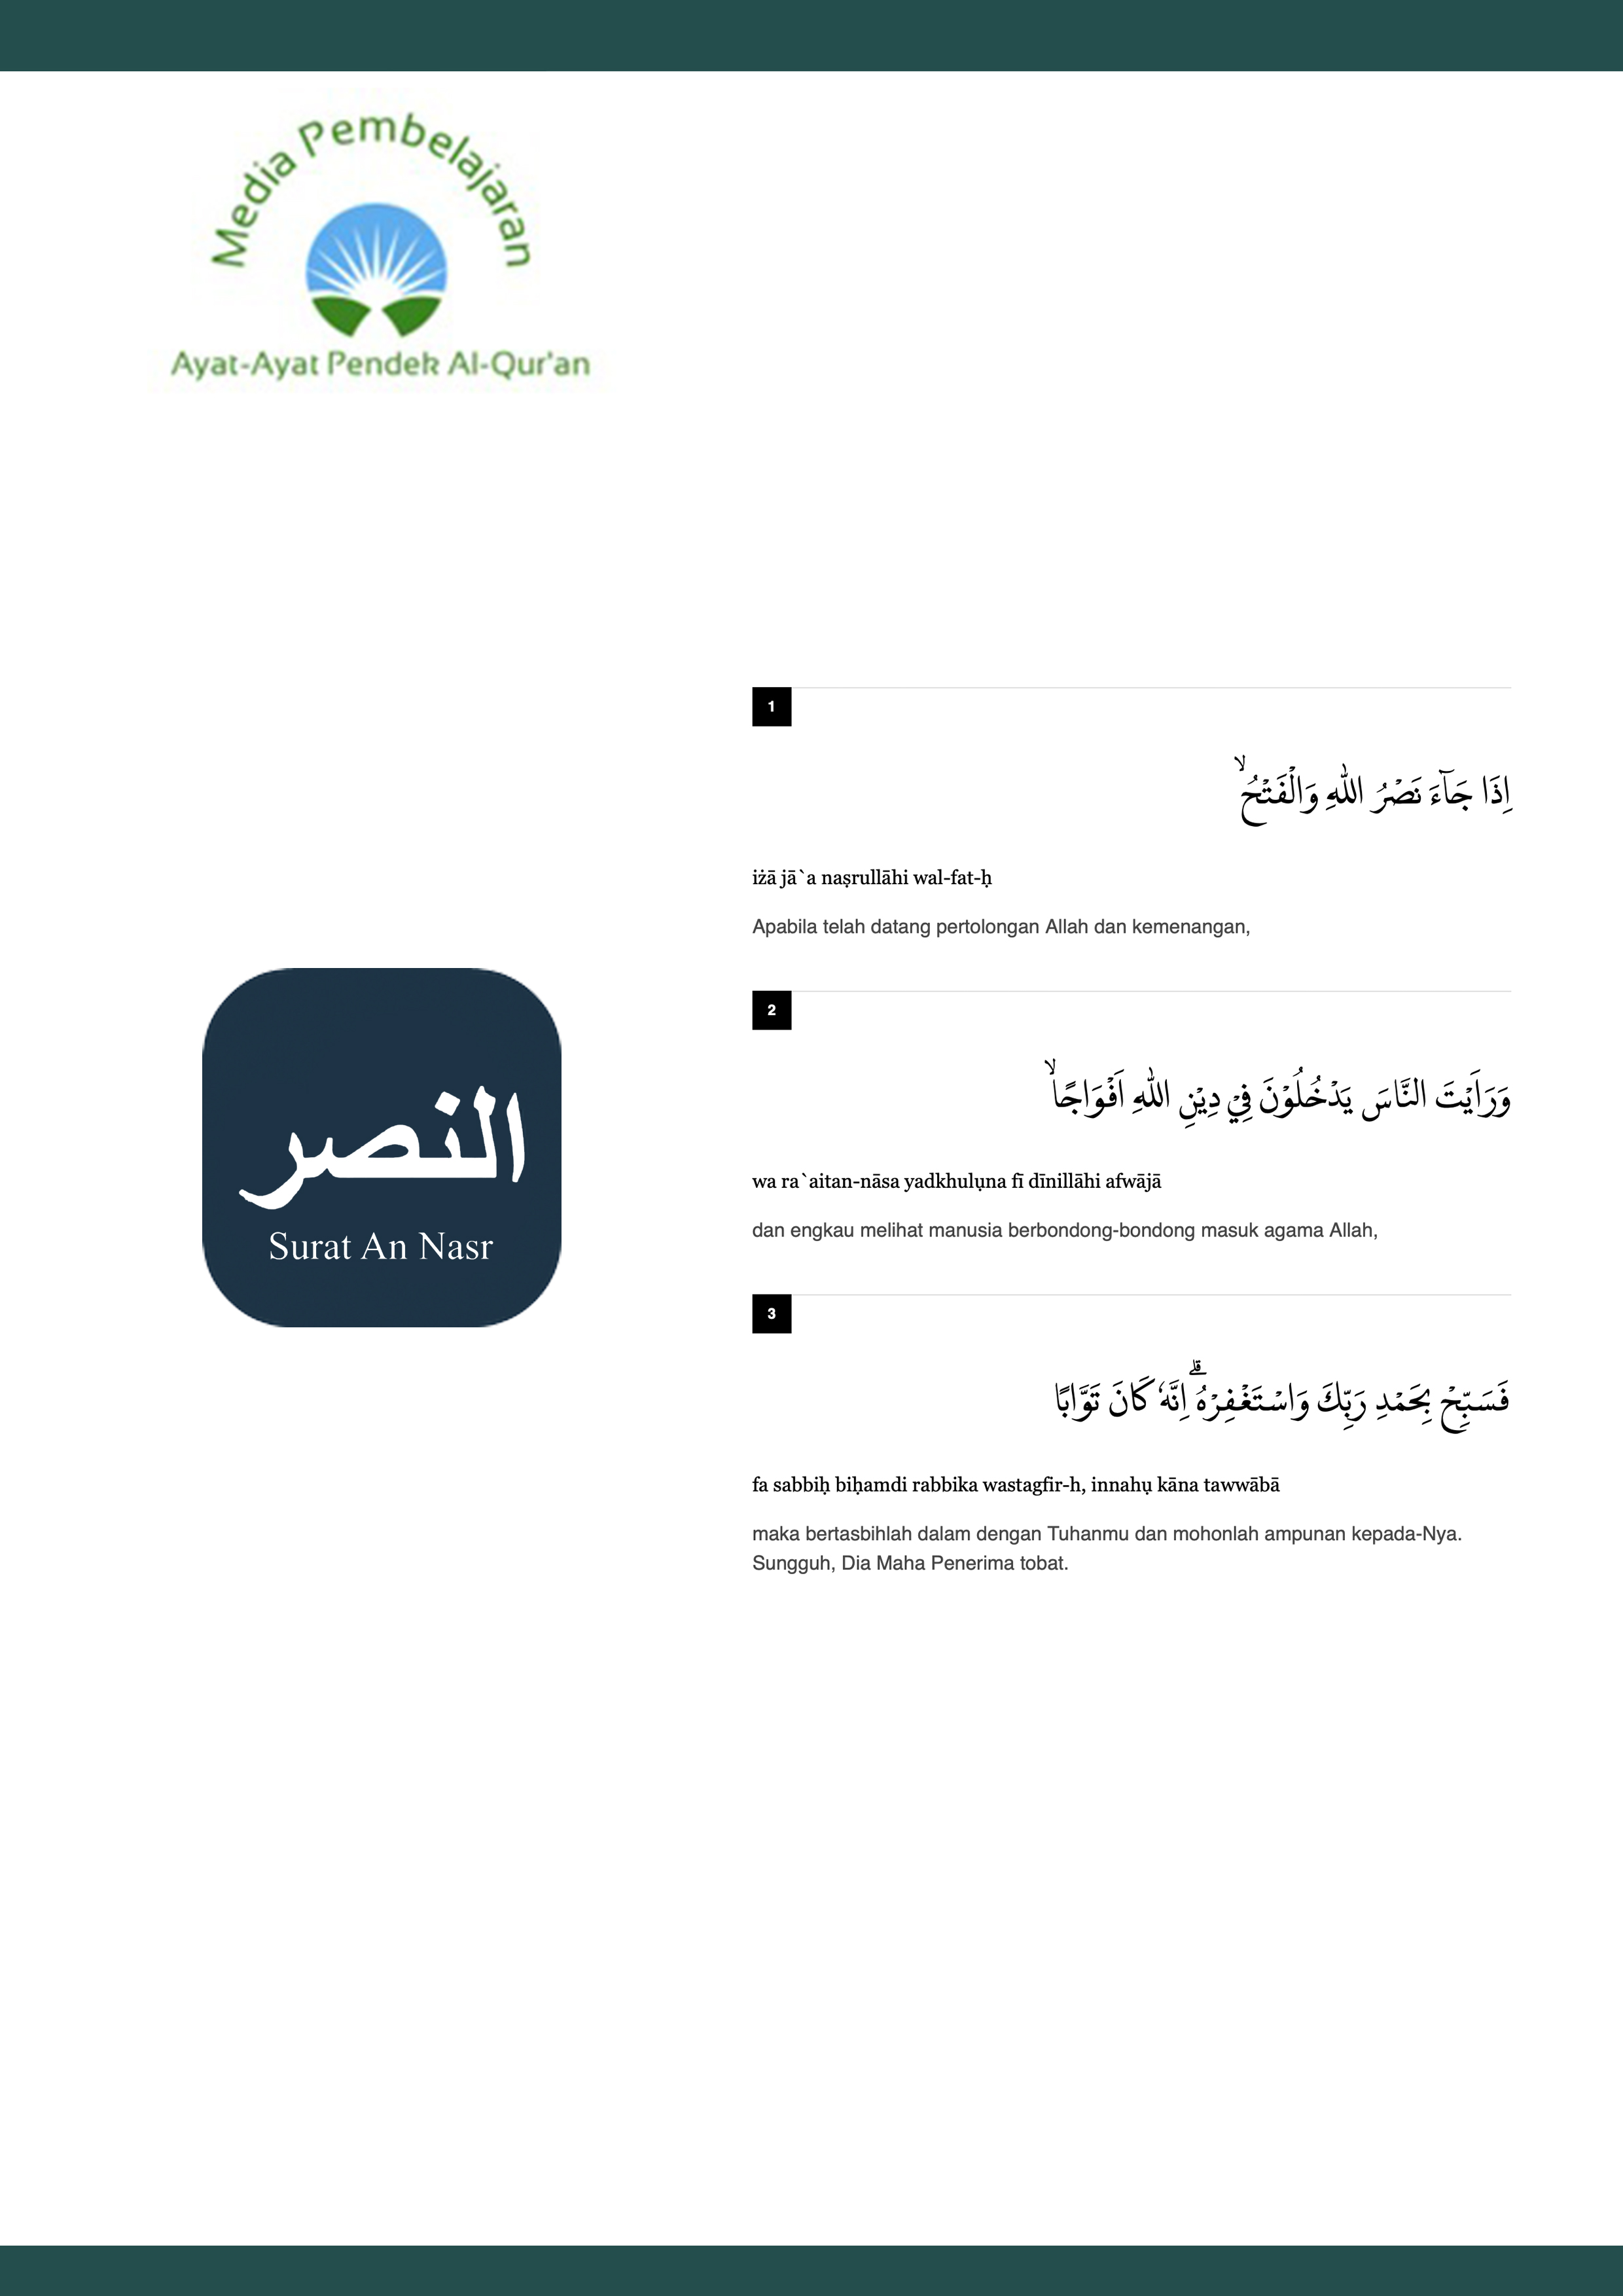 Media Pembelajaran
Ayat-Ayat Pendek Al-Qur'an
النصر
Surat An Nasr
1
اِذَا جَاۤءَ نَصْرُ اللّٰهِ وَالْفَتْحُۙ
iżā jā`a naṣrullāhi wal-fat-ḥ
Apabila telah datang pertolongan Allah dan kemenangan,
2
وَرَاَيْتَ النَّاسَ يَدْخُلُوْنَ فِيْ دِيْنِ اللّٰهِ اَفْوَاجًاۙ
wa ra`aitan-nāsa yadkhulụna fī dīnillāhi afwājā
dan engkau melihat manusia berbondong-bondong masuk agama Allah,
3
فَسَبِّحْ بِحَمْدِ رَبِّكَ وَاسْتَغْفِرْهُۗ اِنَّهٗ كَانَ تَوَّابًا
fa sabbiḥ biḥamdi rabbika wastagfir-h, innahụ kāna tawwābā
maka bertasbihlah dalam dengan Tuhanmu dan mohonlah ampunan kepada-Nya.
Sungguh, Dia Maha Penerima tobat.